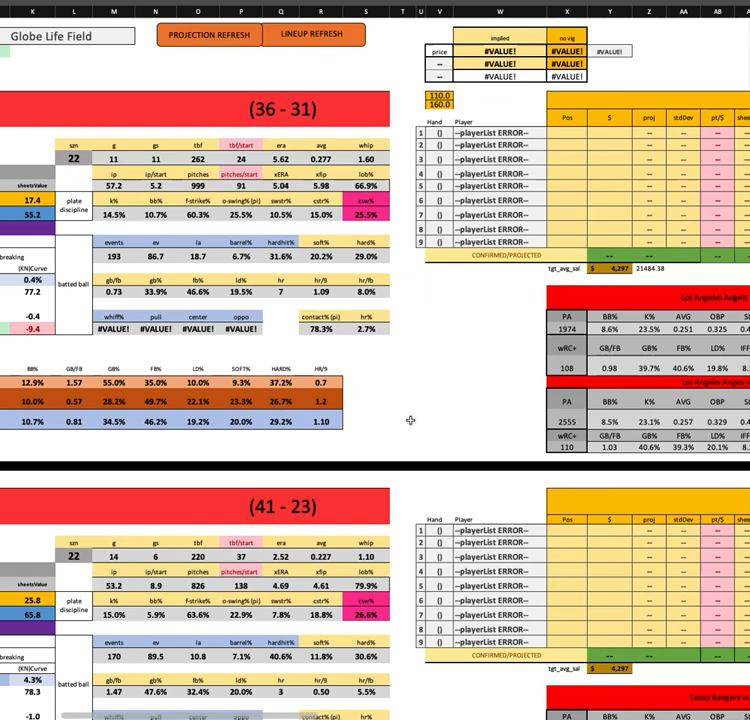 K L M N O P Q R S T U V W X Y Z AA AB AC
Globe Life Field
PROJECTION REFRESH LINEUP REFRESH
implied no vig
price #VALUE! #VALUE! #VALUE!
-- #VALUE! #VALUE!
-- #VALUE! #VALUE!
(36 - 31)
110.0
160.0
Hand Player Pos $ proj stdDev pt/$
szn g gs tbf tbf/start era avg whip
22 11 11 262 24 5.62 0.277 1.60
ip ip/start pitches pitches/start xERA xfip lob%
sheetsValue 57.2 5.2 999 91 5.04 5.98 66.9%
17.4 plate discipline k% bb% f-strike% o-swing% (pi) swstr% cstr% csw%
55.2 14.5% 10.7% 60.3% 25.5% 10.5% 15.0% 25.5%
events ev la barrel% hardhit% soft% hard%
breaking 193 86.7 18.7 6.7% 31.6% 20.2% 29.0%
(KN)Curve
0.4% batted ball gb/fb gb% fb% ld% hr hr/9 hr/fb
77.2 0.73 33.9% 46.6% 19.5% 7 1.09 8.0%
-0.4 whiff% pull center oppo contact% (pi) hr%
-9.4 #VALUE! #VALUE! #VALUE! #VALUE! 78.3% 2.7%
1 () --playerList ERROR-- -- -- -- --
2 () --playerList ERROR-- -- -- -- --
3 () --playerList ERROR-- -- -- -- --
4 () --playerList ERROR-- -- -- -- --
5 () --playerList ERROR-- -- -- -- --
6 () --playerList ERROR-- -- -- -- --
7 () --playerList ERROR-- -- -- -- --
8 () --playerList ERROR-- -- -- -- --
9 () --playerList ERROR-- -- -- -- --
CONFIRMED/PROJECTED -- -- -- --
tgt_avg_sal $ 4,297 21484.38
Los Angeles Angels
PA BB% K% AVG OBP
1974 8.6% 23.5% 0.251 0.325
wRC+ GB/FB GB% FB% LD%
108 0.98 39.7% 40.6% 19.8%
Los Angeles Angels
PA BB% K% AVG OBP
2555 8.5% 23.1% 0.257 0.329
wRC+ GB/FB GB% FB% LD%
110 1.03 40.6% 39.3% 20.1%
BB% GB/FB GB% FB% LD% SOFT% HARD% HR/9
12.9% 1.57 55.0% 35.0% 10.0% 9.3% 37.2% 0.7
10.0% 0.57 28.2% 49.7% 22.1% 23.3% 26.7% 1.2
10.7% 0.81 34.5% 46.2% 19.2% 20.0% 29.2% 1.10
(41 - 23)
Hand Player Pos $ proj stdDev pt/$
szn g gs tbf tbf/start era avg whip
22 14 6 220 37 2.52 0.227 1.10
ip ip/start pitches pitches/start xERA xfip lob%
sheetsValue 53.2 8.9 826 138 4.69 4.61 79.9%
25.8 plate discipline k% bb% f-strike% o-swing% (pi) swstr% cstr% csw%
65.8 15.0% 5.9% 63.6% 22.9% 7.8% 18.8% 26.6%
events ev la barrel% hardhit% soft% hard%
breaking 170 89.5 10.8 7.1% 40.6% 11.8% 30.6%
(KN)Curve
4.3% batted ball gb/fb gb% fb% ld% hr hr/9 hr/fb
78.3 1.47 47.6% 32.4% 20.0% 3 0.50 5.5%
-1.0 whiff% pull center oppo contact% (pi) hr%
1 () --playerList ERROR-- -- -- -- --
2 () --playerList ERROR-- -- -- -- --
3 () --playerList ERROR-- -- -- -- --
4 () --playerList ERROR-- -- -- -- --
5 () --playerList ERROR-- -- -- -- --
6 () --playerList ERROR-- -- -- -- --
7 () --playerList ERROR-- -- -- -- --
8 () --playerList ERROR-- -- -- -- --
9 () --playerList ERROR-- -- -- -- --
CONFIRMED/PROJECTED -- -- -- --
tgt_avg_sal $ 4,297
Texas Rangers vs
PA BB% K% AVG OBP